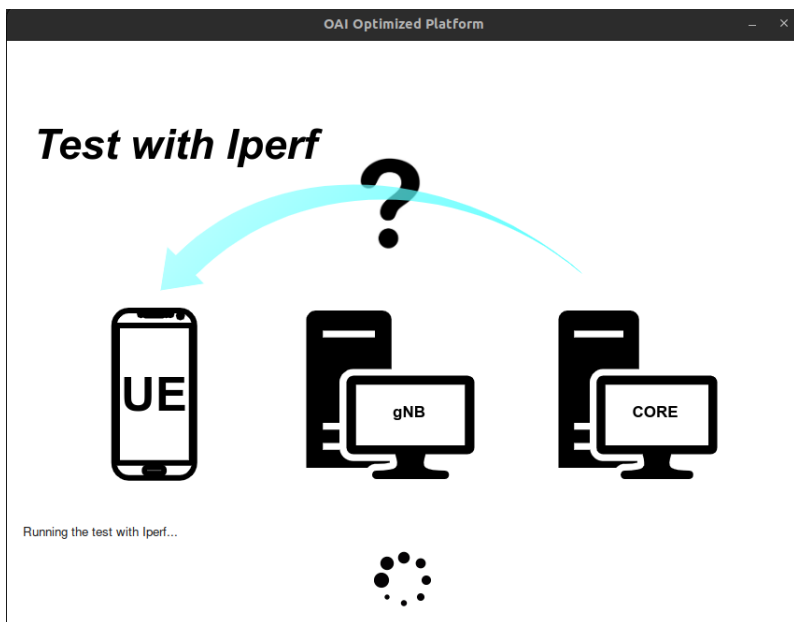 OAI Optimized Platform
Test with Iperf
?
UE
gNB
CORE
Running the test with Iperf...